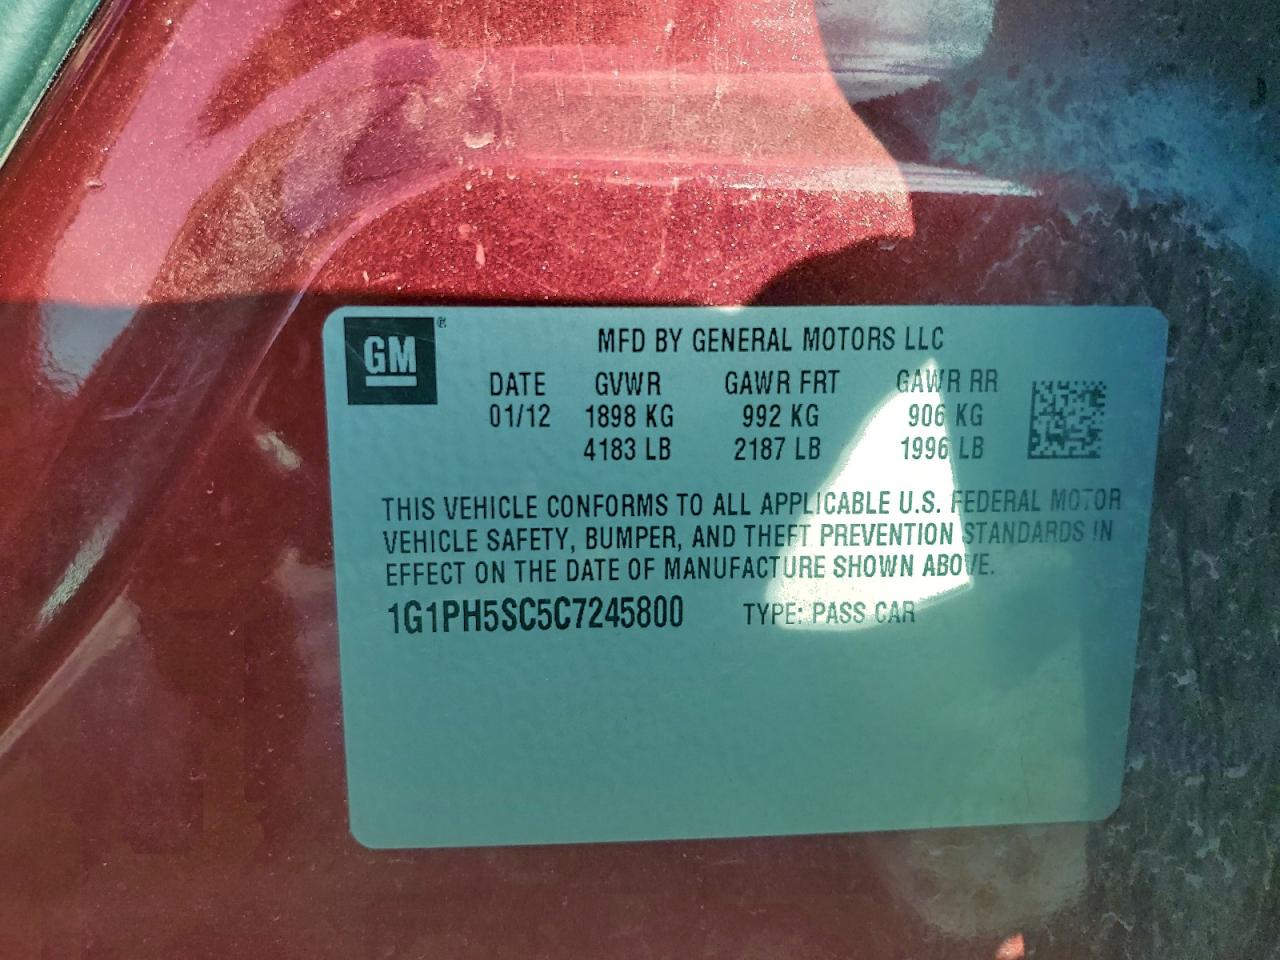 GM
MFD BY GENERAL MOTORS LLC
DATE GVWR GAWR FRT GAWR RR
01/12 1898 KG 992 KG 906 KG
4183 LB 2187 LB 1996 LB
THIS VEHICLE CONFORMS TO ALL APPLICABLE U.S. FEDERAL MOTOR
VEHICLE SAFETY, BUMPER, AND THEFT PREVENTION STANDARDS IN
EFFECT ON THE DATE OF MANUFACTURE SHOWN ABOVE.
1G1PH5SC5C7245800 TYPE: PASS CAR